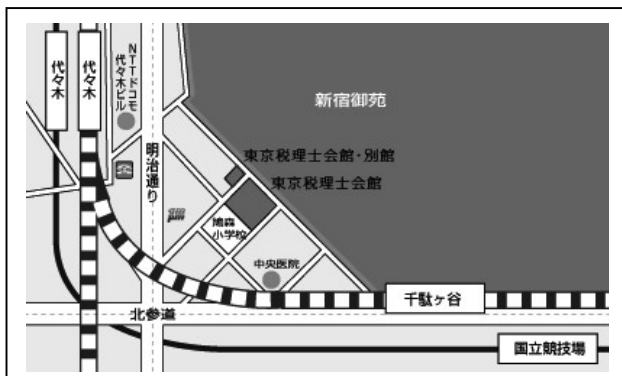 代々木
代々木
NTTドコモ
代々木ビル
新宿御苑
明治通り
東京税理士会館・別館
東京税理士会館
鳩森
小学校
中央医院
千駄ヶ谷
北参道
国立競技場